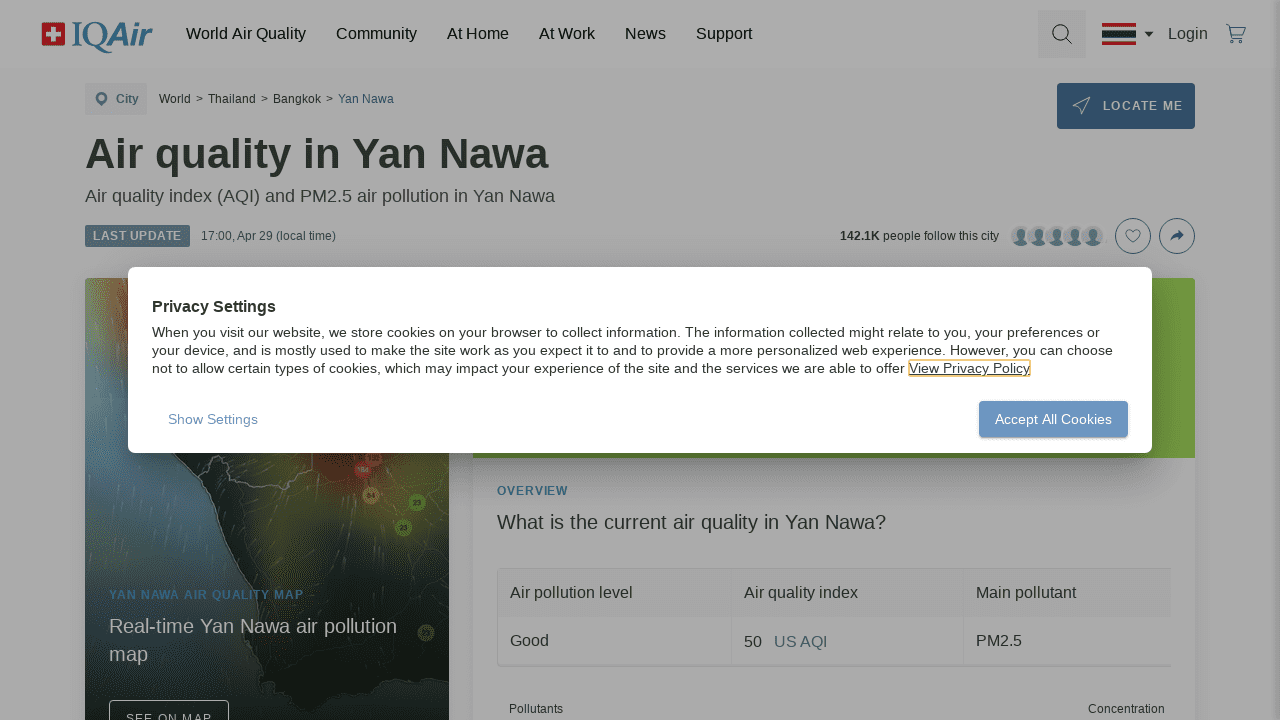 IQAir
World Air Quality
Community
At Home
At Work
News
Support
Login
City
World > Thailand > Bangkok > Yan Nawa
LOCATE ME
Air quality in Yan Nawa
Air quality index (AQI) and PM2.5 air pollution in Yan Nawa
LAST UPDATE
17:00, Apr 29 (local time)
142.1K people follow this city
Privacy Settings
When you visit our website, we store cookies on your browser to collect information. The information collected might relate to you, your preferences or
your device, and is mostly used to make the site work as you expect it to and to provide a more personalized web experience. However, you can choose
not to allow certain types of cookies, which may impact your experience of the site and the services we are able to offer View Privacy Policy
Show Settings
Accept All Cookies
YAN NAWA AIR QUALITY MAP
Real-time Yan Nawa air pollution
map
SEE ON MAP
OVERVIEW
What is the current air quality in Yan Nawa?
Air pollution level
Air quality index
Main pollutant
Good
50 US AQI
PM2.5
Pollutants
Concentration